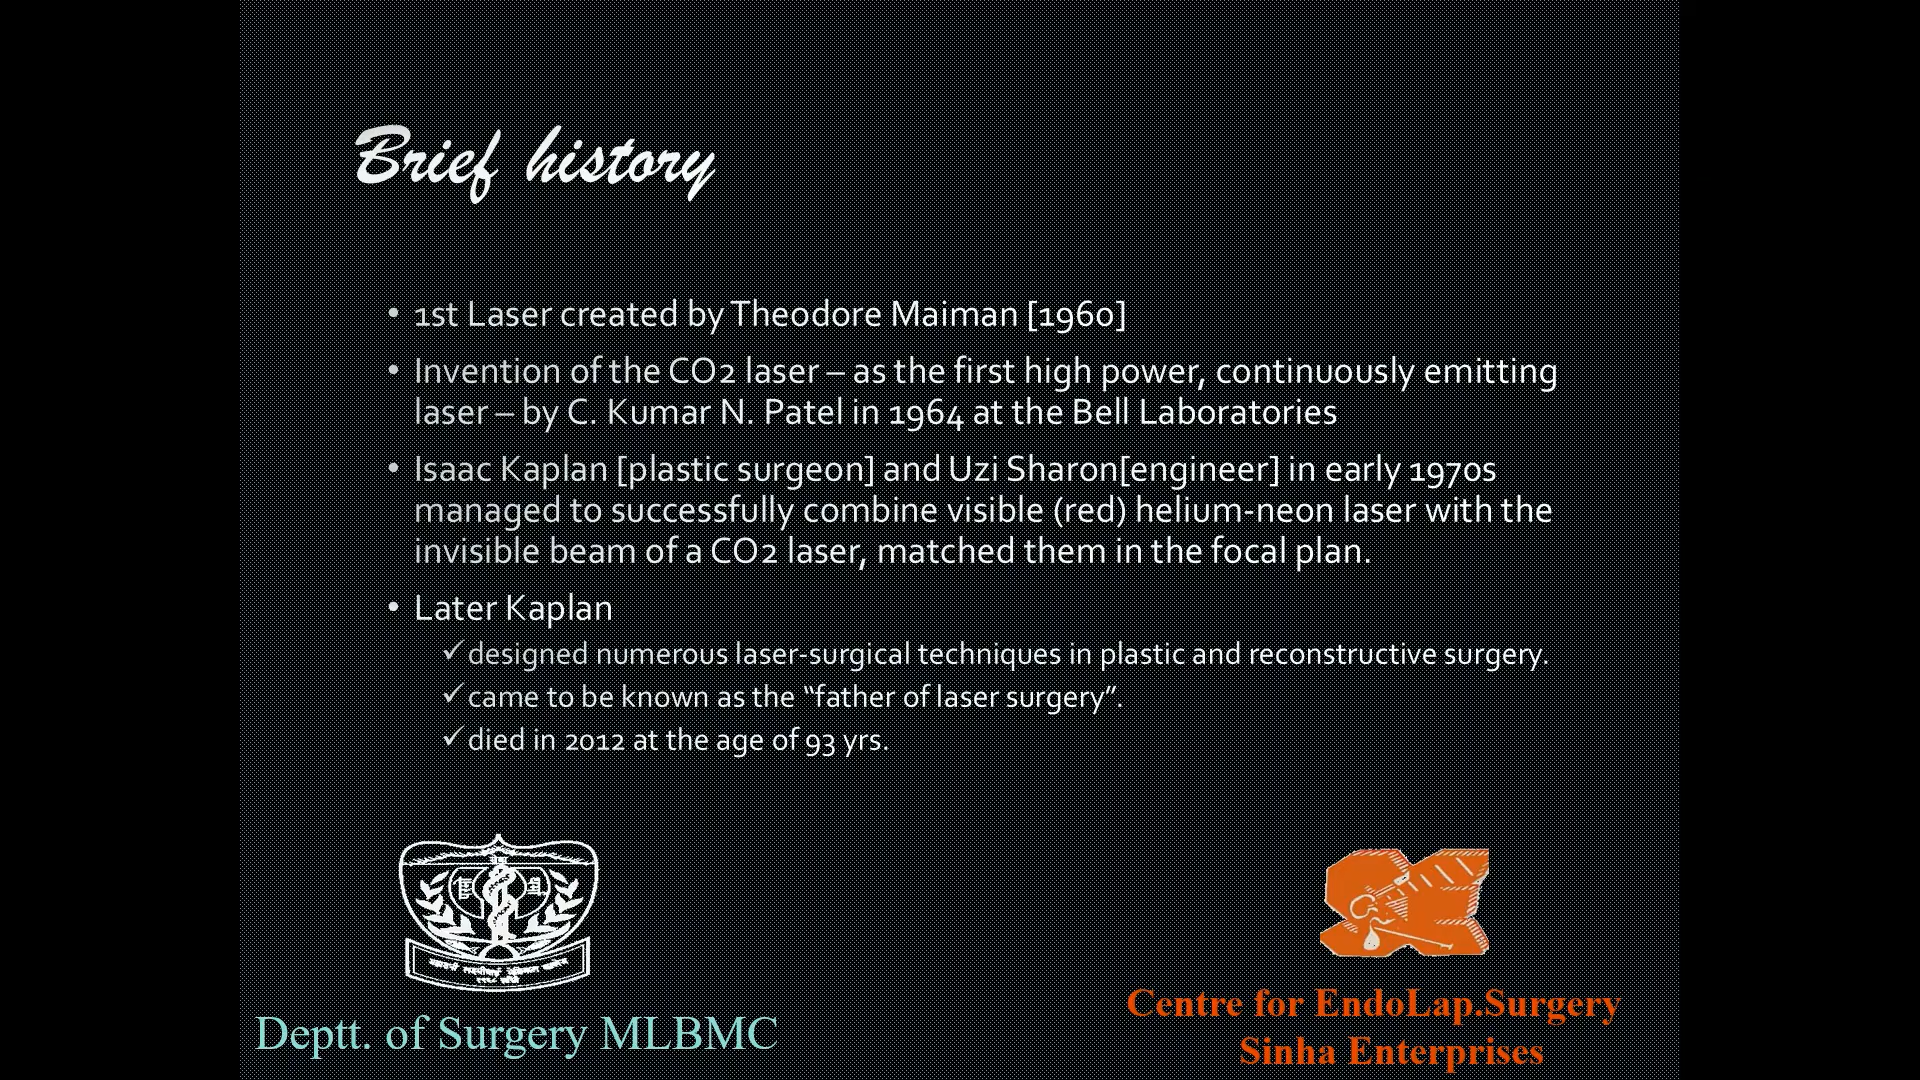 Brief history
• 1st Laser created by Theodore Maiman [1960]
• Invention of the CO2 laser – as the first high power, continuously emitting
laser – by C. Kumar N. Patel in 1964 at the Bell Laboratories
• Isaac Kaplan [plastic surgeon] and Uzi Sharon[engineer] in early 1970s
managed to successfully combine visible (red) helium-neon laser with the
invisible beam of a CO2 laser, matched them in the focal plan.
• Later Kaplan
✓designed numerous laser-surgical techniques in plastic and reconstructive surgery.
✓came to be known as the “father of laser surgery”.
✓died in 2012 at the age of 93 yrs.
Deptt. of Surgery MLBMC
Centre for EndoLap.Surgery
Sinha Enterprises